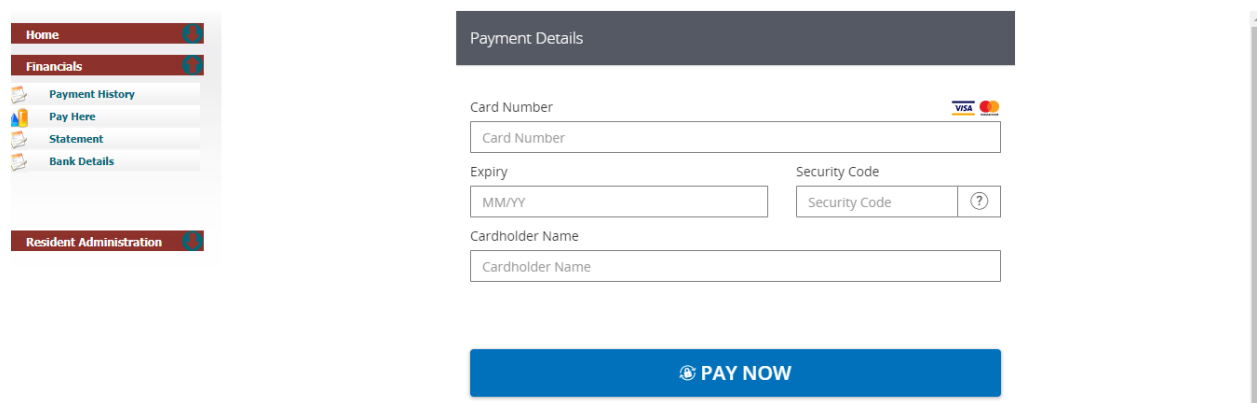 Home
Financials
Payment History
Pay Here
Statement
Bank Details
Resident Administration
Payment Details
Card Number
VISA
Card Number
Expiry
Security Code
MM/YY
Security Code
?
Cardholder Name
Cardholder Name
PAY NOW